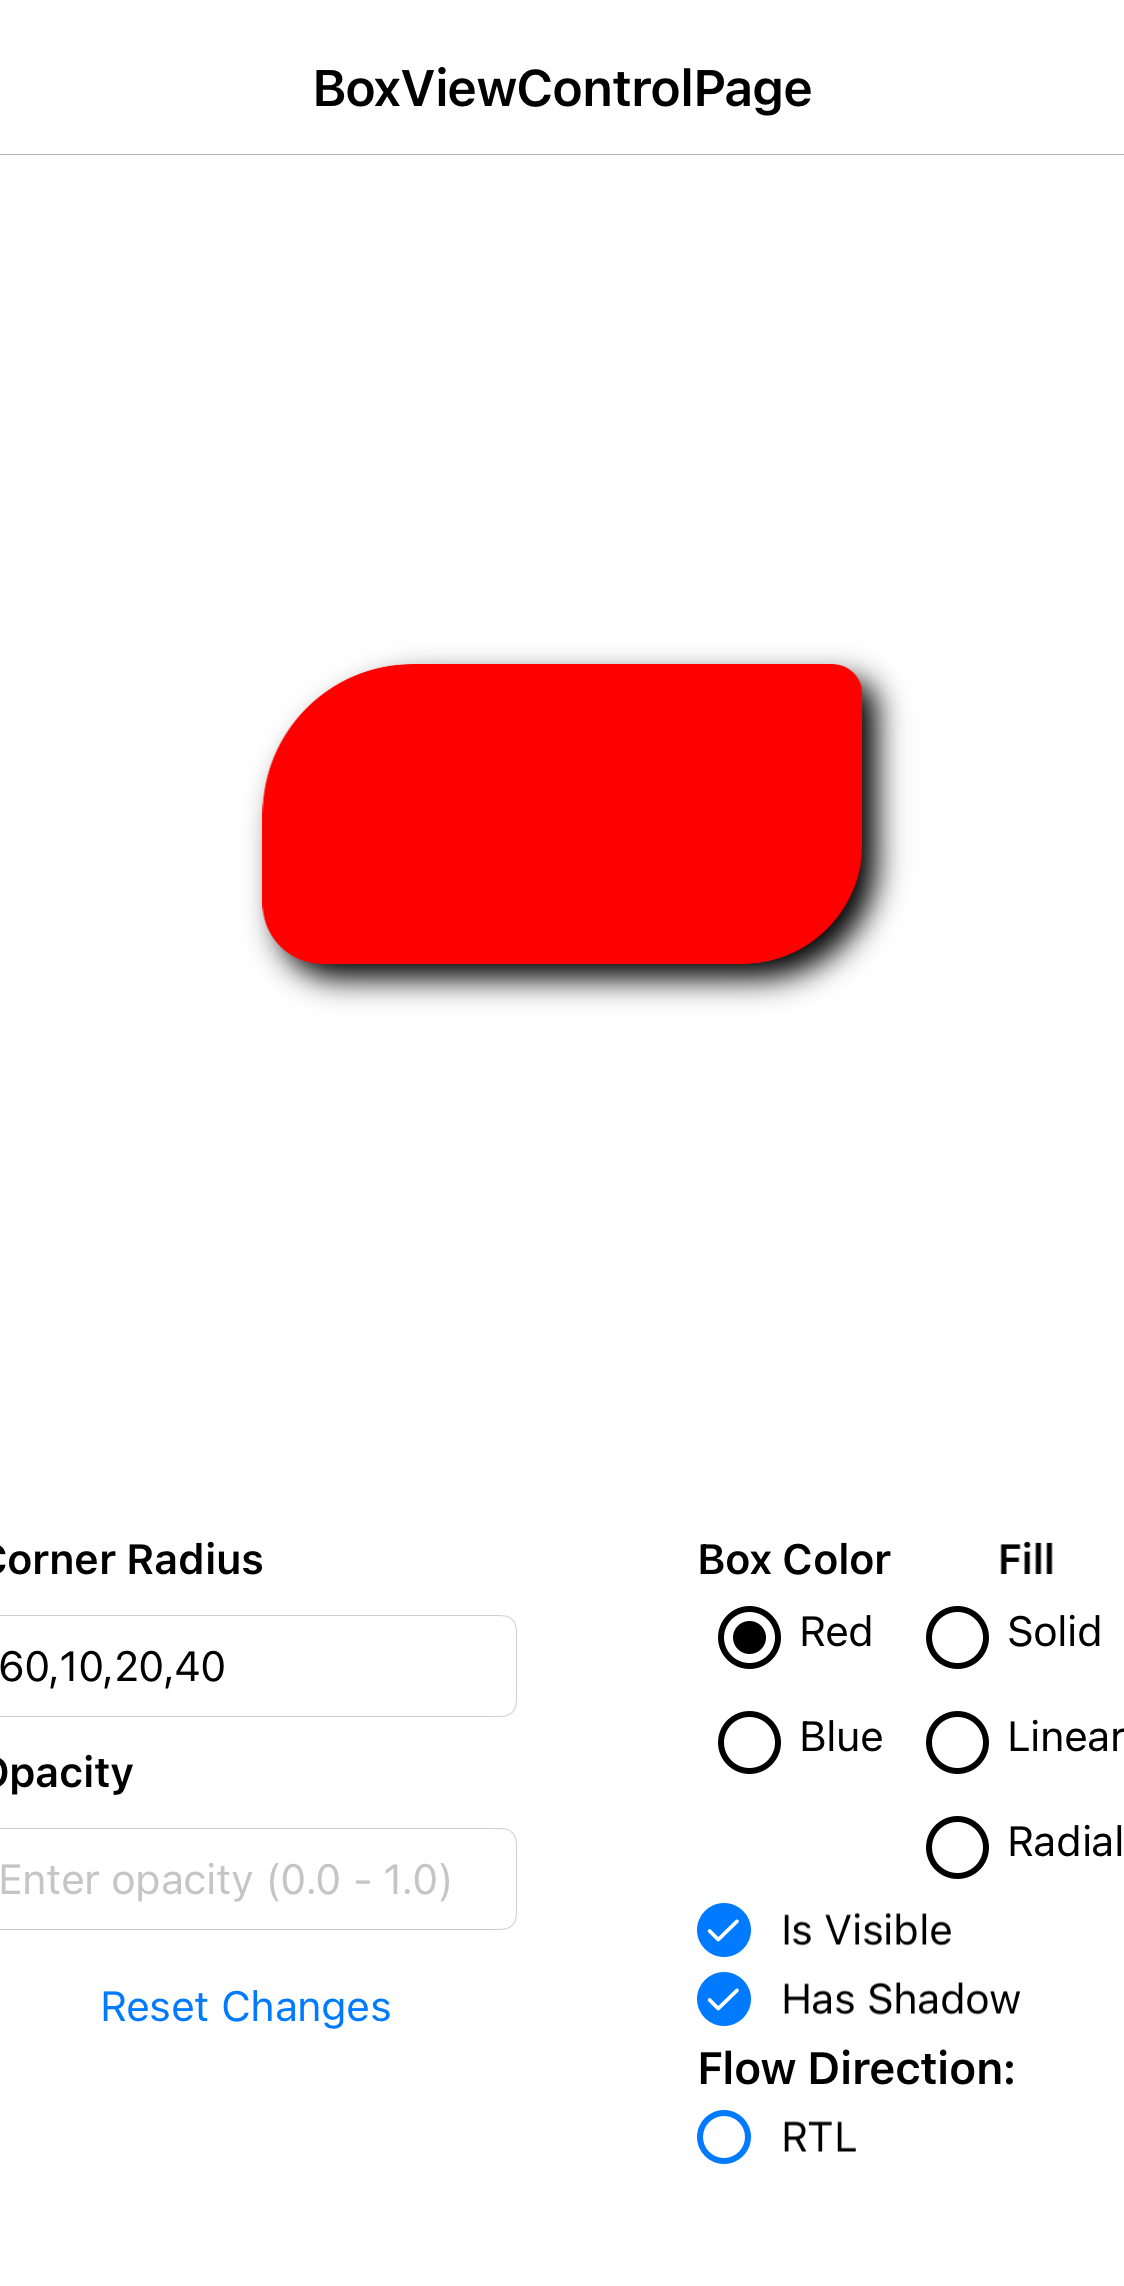 BoxViewControlPage
Corner Radius
60,10,20,40
Opacity
Enter opacity (0.0 - 1.0)
Reset Changes
Box Color
Fill
Red
Solid
Blue
Linear
Radial
Is Visible
Has Shadow
Flow Direction:
RTL